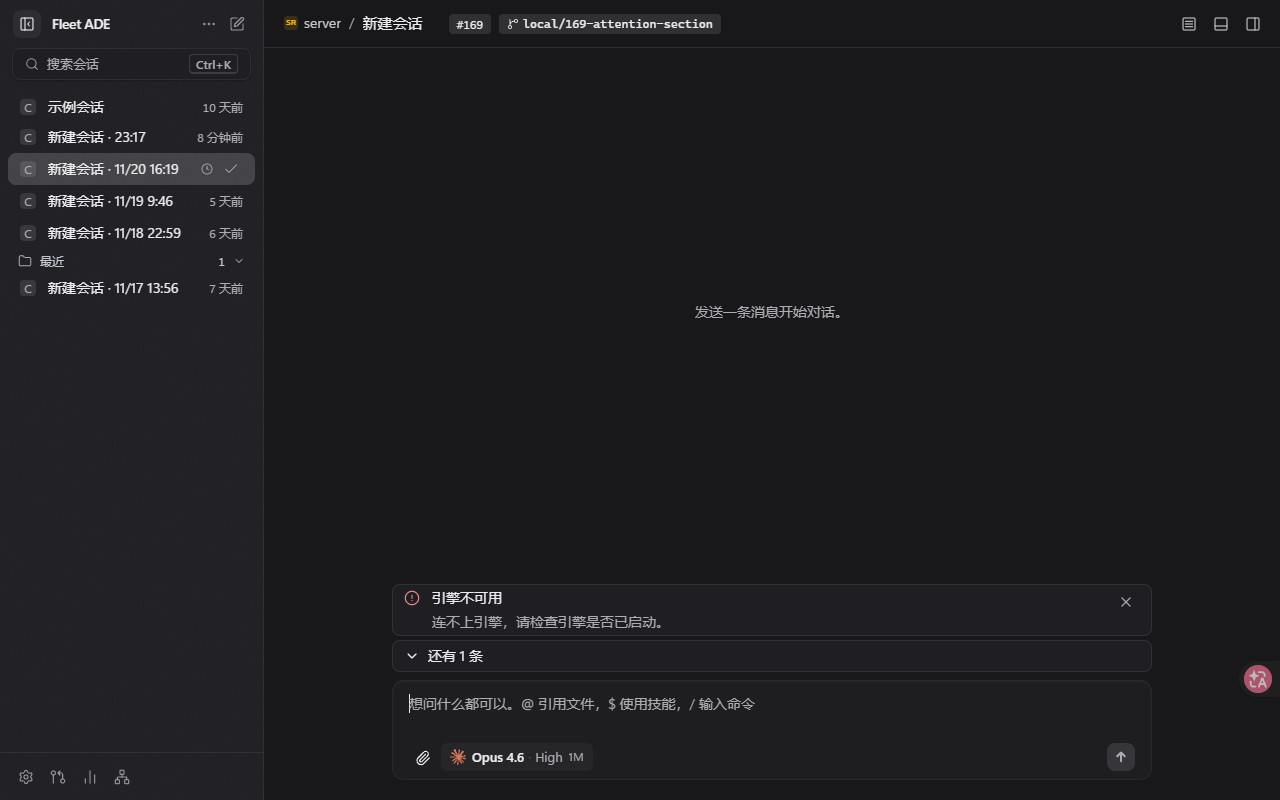 Fleet ADE
搜索会话 Ctrl+K
C 示例会话 10 天前
C 新建会话 · 23:17 8 分钟前
C 新建会话 · 11/20 16:19
C 新建会话 · 11/19 9:46 5 天前
C 新建会话 · 11/18 22:59 6 天前
最近 1
C 新建会话 · 11/17 13:56 7 天前
SR server / 新建会话 #169 local/169-attention-section
发送一条消息开始对话。
引擎不可用
连不上引擎，请检查引擎是否已启动。
还有 1 条
想问什么都可以。@ 引用文件，$ 使用技能，/ 输入命令
Opus 4.6 · High 1M